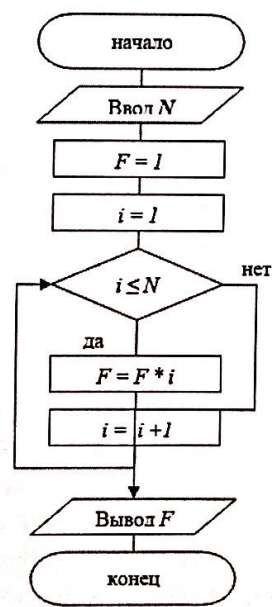 начало
Ввод N
F = 1
i = 1
i ≤ N
нет
да
F = F * i
i = i +1
Вывод F
конец